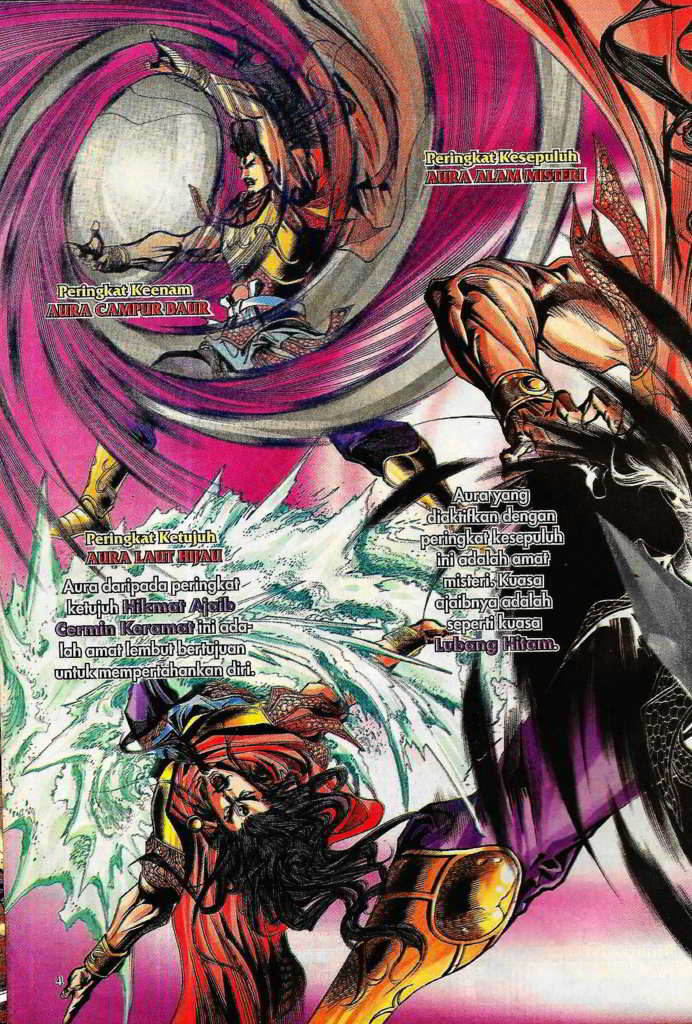 Peringkat Kesepuluh
AURA ALAM MISTERI
Peringkat Keenam
AURA CAMPUR BAUR
Peringkat Ketujuh
AURA LAUT HIJAU
Aura daripada peringkat
ketujuh Hikmat Ajaib
Cermin Keramat ini ada-
lah amat lembut bertujuan
untuk mempertahankan diri.
Aura yang
diaktifkan dengan
peringkat kesepuluh
ini adalah amat
misteri. Kuasa
ajaibnya adalah
seperti kuasa
Lubang Hitam.